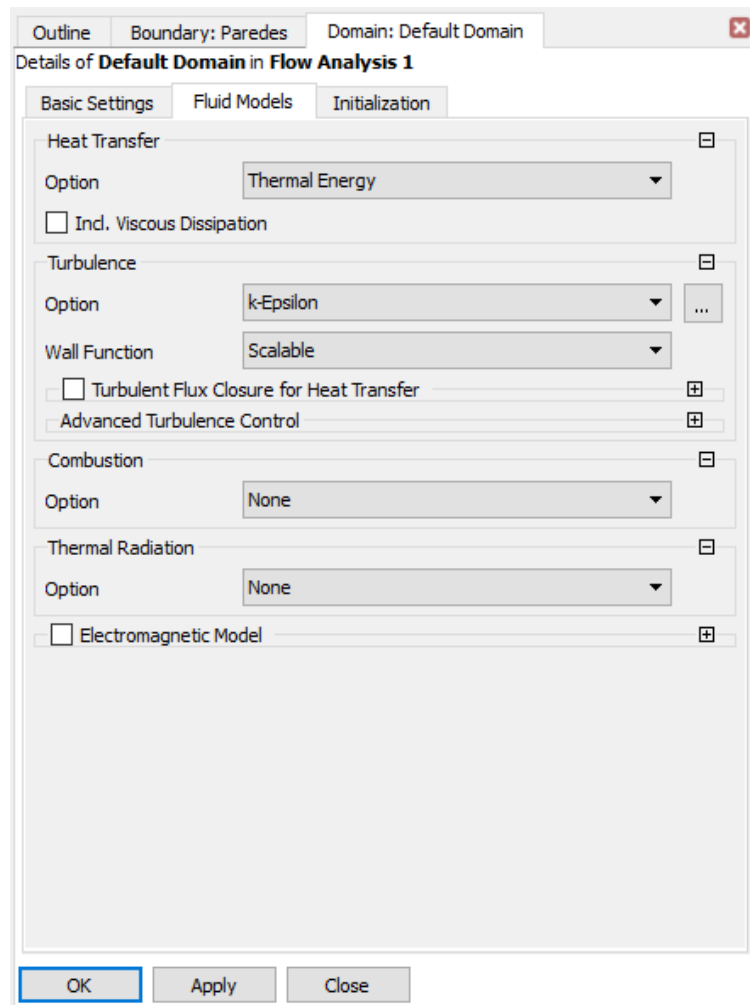 Outline Boundary: Paredes Domain: Default Domain
Details of Default Domain in Flow Analysis 1
Basic Settings Fluid Models Initialization
Heat Transfer
Option Thermal Energy
Incl. Viscous Dissipation
Turbulence
Option k-Epsilon ...
Wall Function Scalable
Turbulent Flux Closure for Heat Transfer
Advanced Turbulence Control
Combustion
Option None
Thermal Radiation
Option None
Electromagnetic Model
OK Apply Close